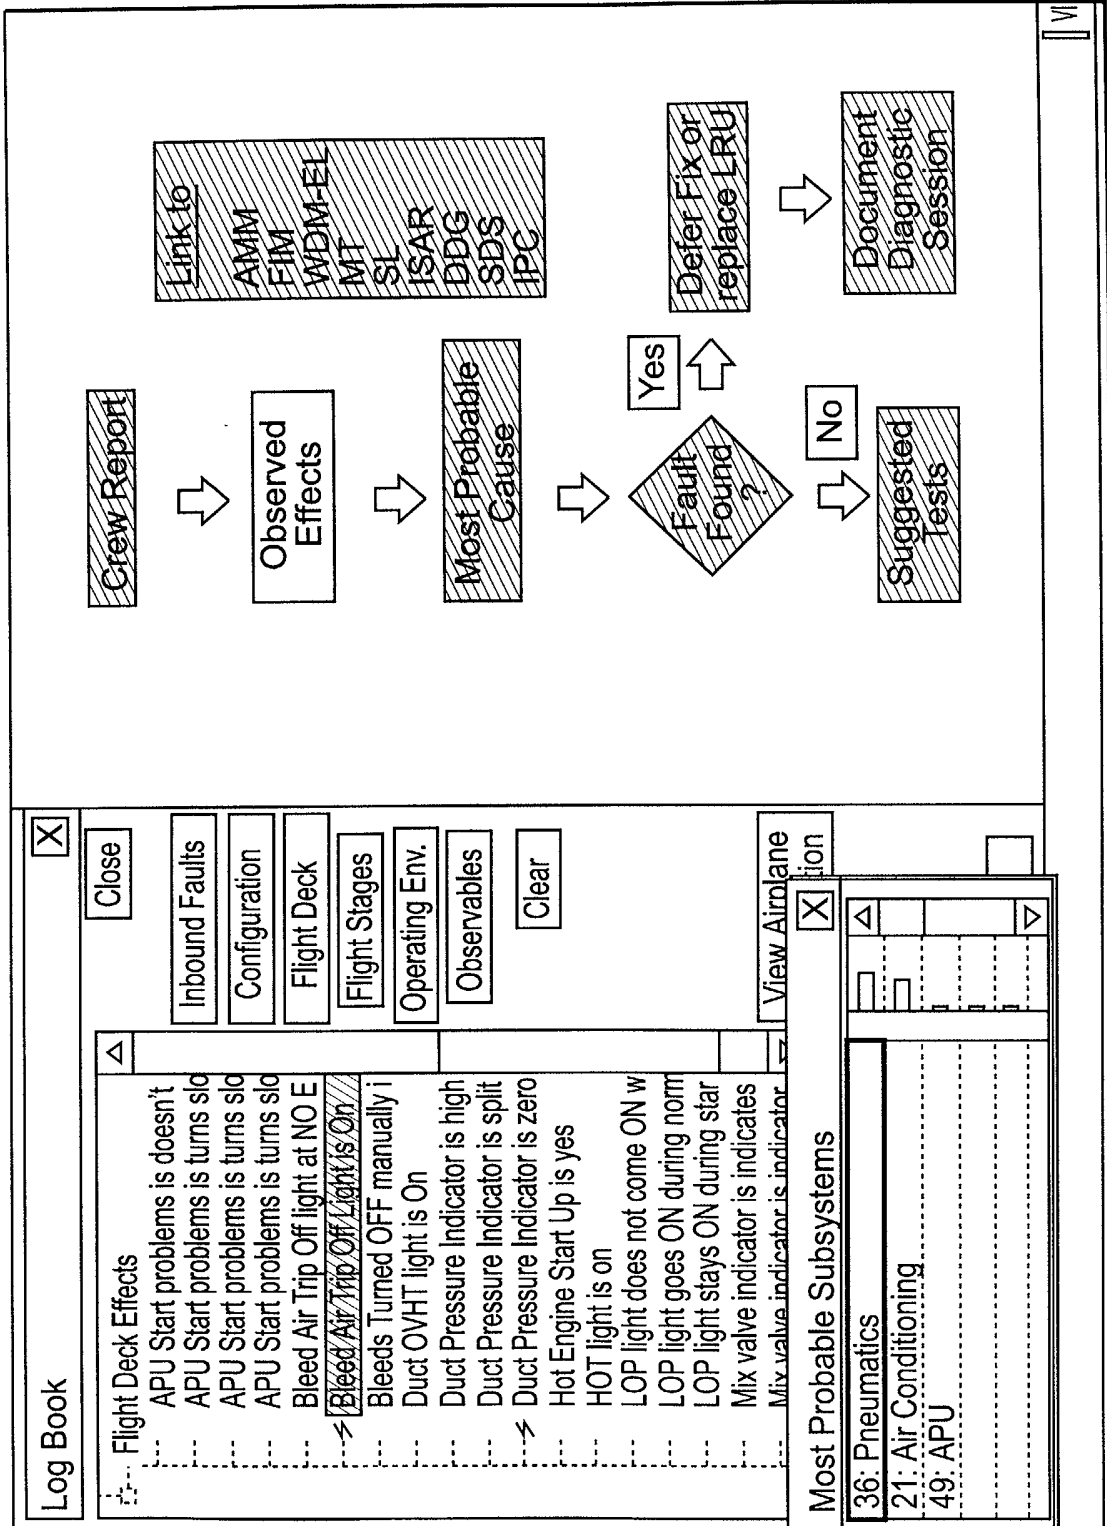 Log Book
X
Close
Flight Deck Effects
APU Start problems is doesn't
APU Start problems is turns slo
APU Start problems is turns slo
APU Start problems is turns slo
Bleed Air Trip Off light at NO E
Bleed Air Trip Off Light is On
Bleeds Turned OFF manually i
Duct OVHT light is On
Duct Pressure Indicator is high
Duct Pressure Indicator is split
Duct Pressure Indicator is zero
Hot Engine Start Up is yes
HOT light is on
LOP light does not come ON w
LOP light goes ON during norm
LOP light stays ON during star
Mix valve indicator is indicates
Mix valve indicator is indicator
Inbound Faults
Configuration
Flight Deck
Flight Stages
Operating Env.
Observables
Clear
View Airplane
tion
Most Probable Subsystems
X
36: Pneumatics
21: Air Conditioning
49: APU
Crew Report
Observed
Effects
Most Probable
Cause
Fault
Found
?
Yes
No
Suggested
Tests
Defer Fix or
replace LRU
Document
Diagnostic
Session
Link to
AMM
FIM
WDM-EL
MT
SL
ISAR
DDG
SDS
IPC